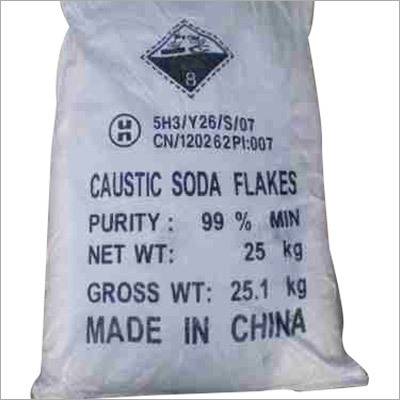 8
un
5H3/Y26/S/07
CN/120262PI:007
CAUSTIC SODA FLAKES
PURITY: 99 % MIN
NET WT: 25 kg
GROSS WT: 25.1 kg
MADE IN CHINA